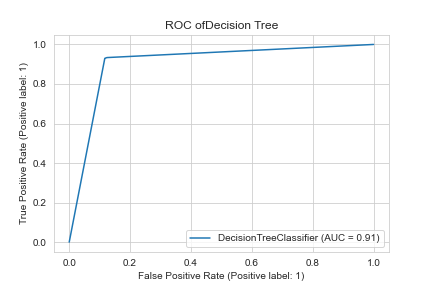 ROC ofDecision Tree
1.0
0.8
0.6
0.4
0.2
0.0
True Positive Rate (Positive label: 1)
DecisionTreeClassifier (AUC = 0.91)
0.0 0.2 0.4 0.6 0.8 1.0
False Positive Rate (Positive label: 1)